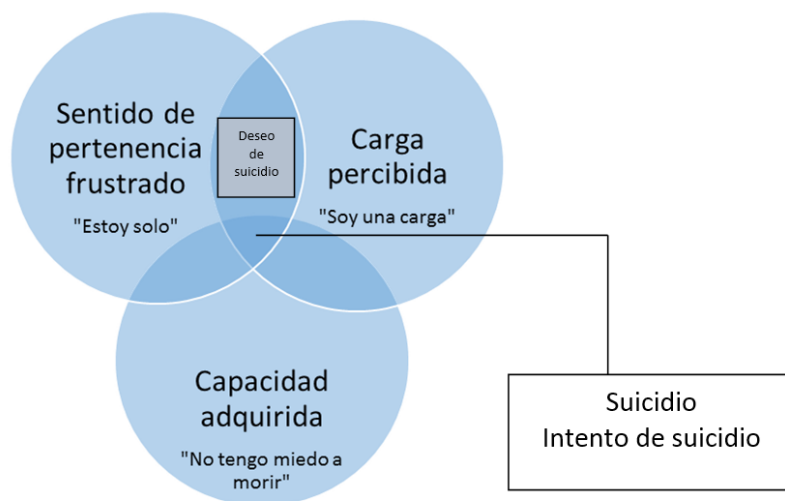 Sentido de
pertenencia
frustrado
"Estoy solo"
Deseo
de
suicidio
Carga
percibida
"Soy una carga"
Capacidad
adquirida
"No tengo miedo a
morir"
Suicidio
Intento de suicidio